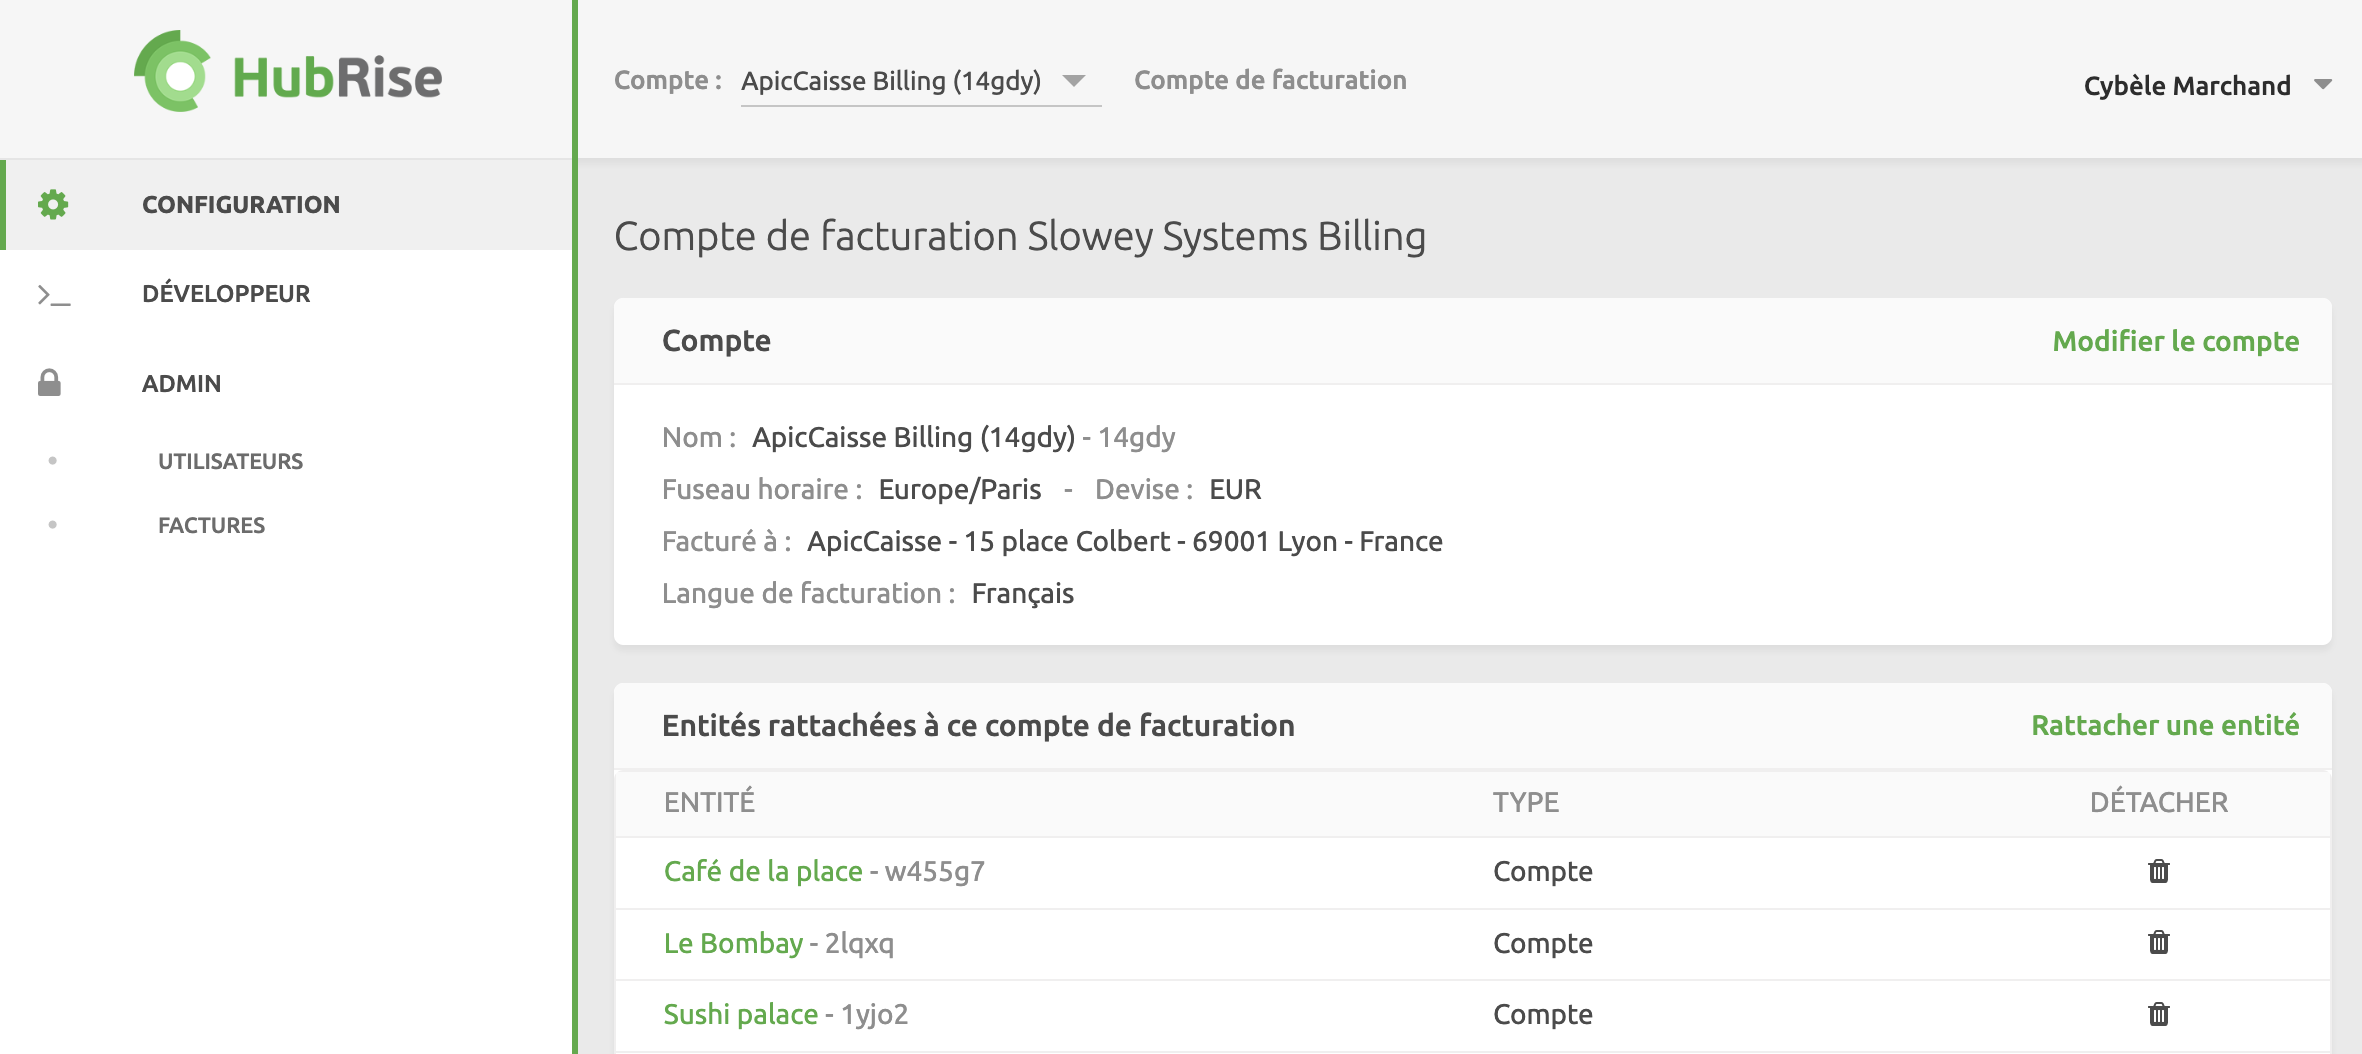 HubRise
Compte : ApicCaisse Billing (14gdy) Compte de facturation
Cybèle Marchand
CONFIGURATION
DÉVELOPPEUR
ADMIN
UTILISATEURS
FACTURES
Compte de facturation Slowey Systems Billing
Compte Modifier le compte
Nom : ApicCaisse Billing (14gdy) - 14gdy
Fuseau horaire : Europe/Paris - Devise : EUR
Facturé à : ApicCaisse - 15 place Colbert - 69001 Lyon - France
Langue de facturation : Français
Entités rattachées à ce compte de facturation Rattacher une entité
ENTITÉ TYPE DÉTACHER
Café de la place - w455g7 Compte
Le Bombay - 2lqxq Compte
Sushi palace - 1yjo2 Compte